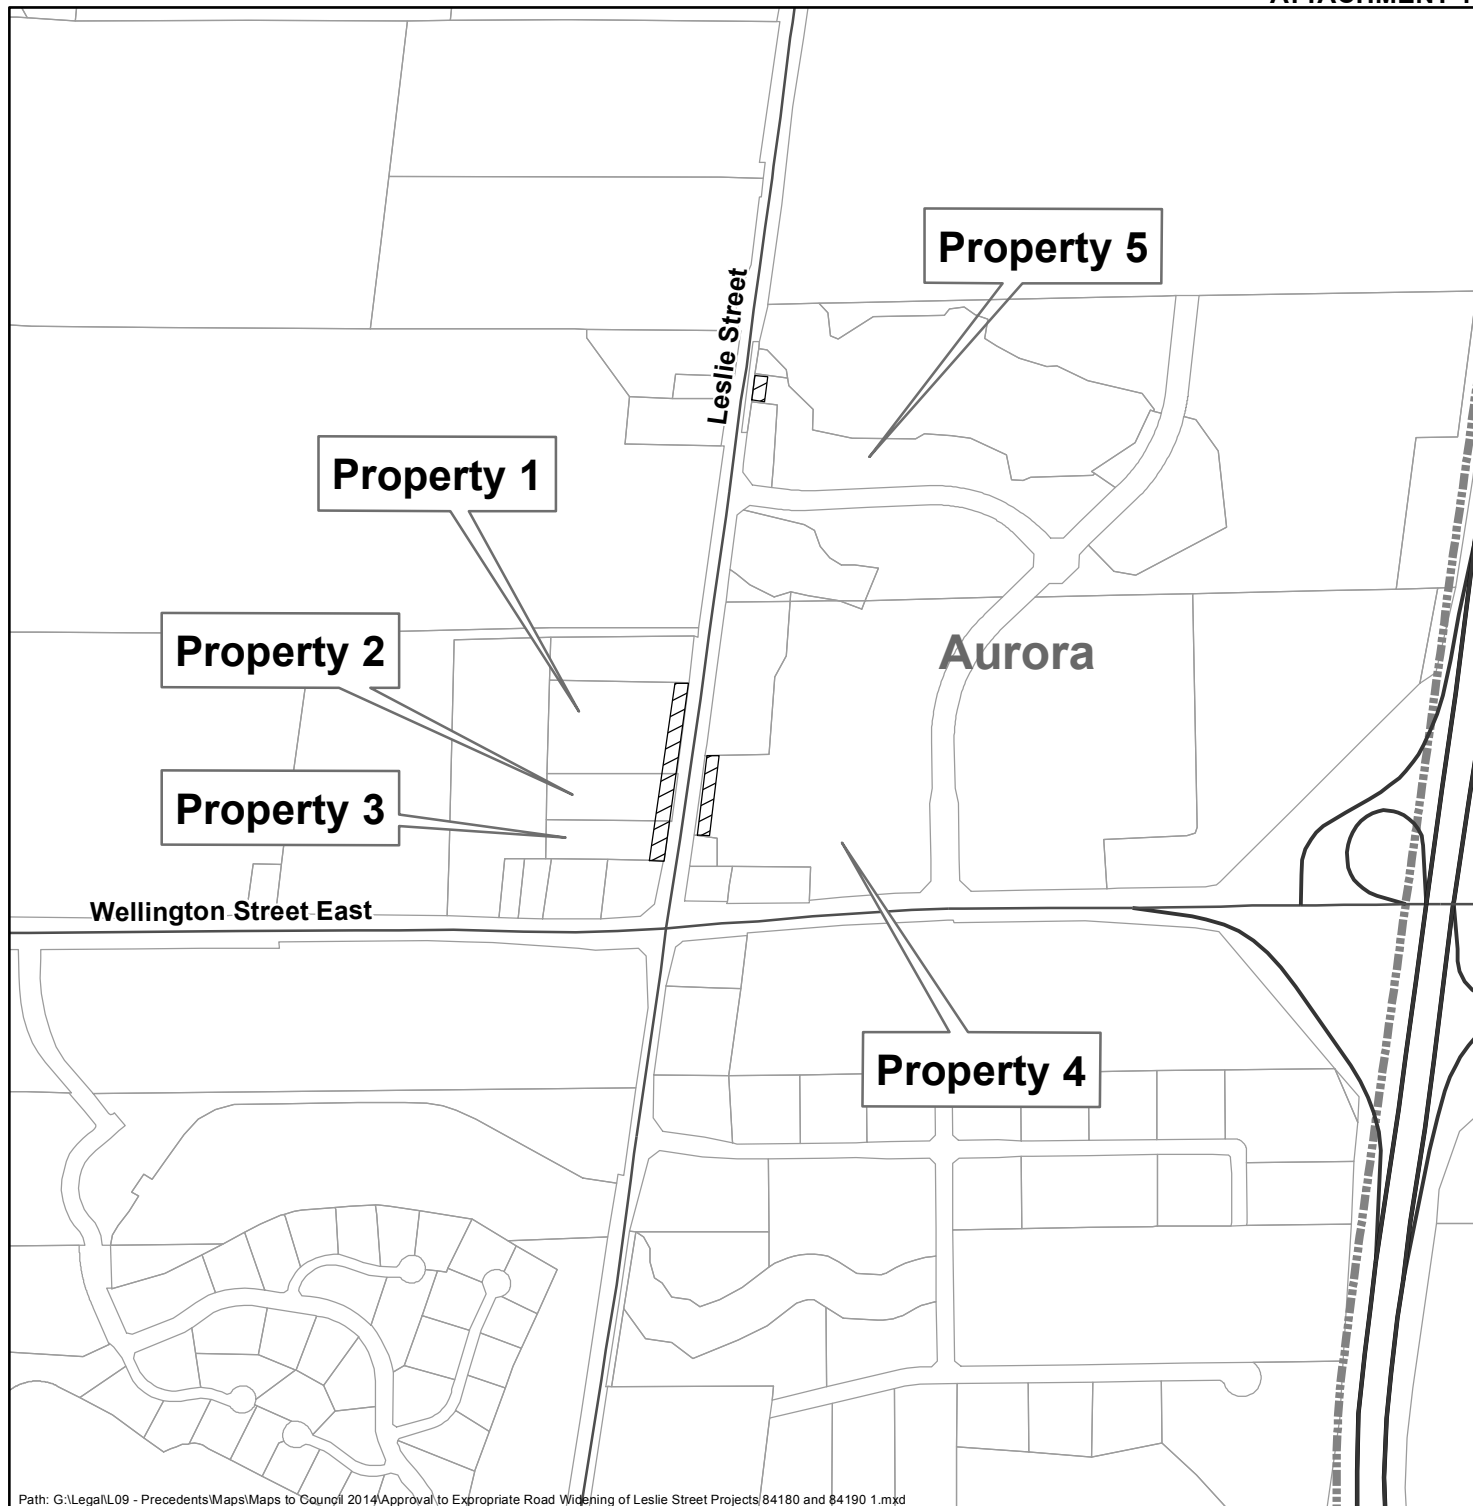 Property 5
Leslie Street
Property 1
Property 2
Aurora
Property 3
Wellington Street East
Property 4
Path: G:\Legal\L09 - Precedents\Maps\Maps to Council 2014\Approval to Expropriate Road Widening of Leslie Street Projects 84180 and 84190 1.mxd